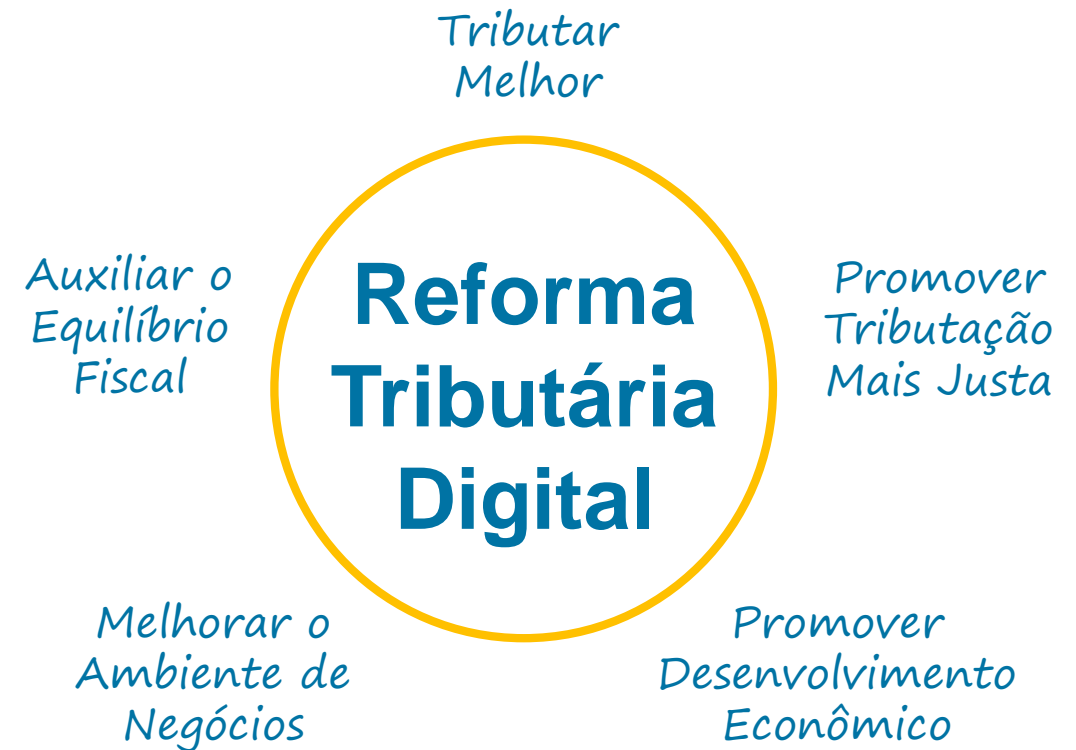 Tributar
Melhor
Auxiliar o
Equilíbrio
Fiscal
Reforma
Tributária
Digital
Promover
Tributação
Mais Justa
Melhorar o
Ambiente de
Negócios
Promover
Desenvolvimento
Econômico